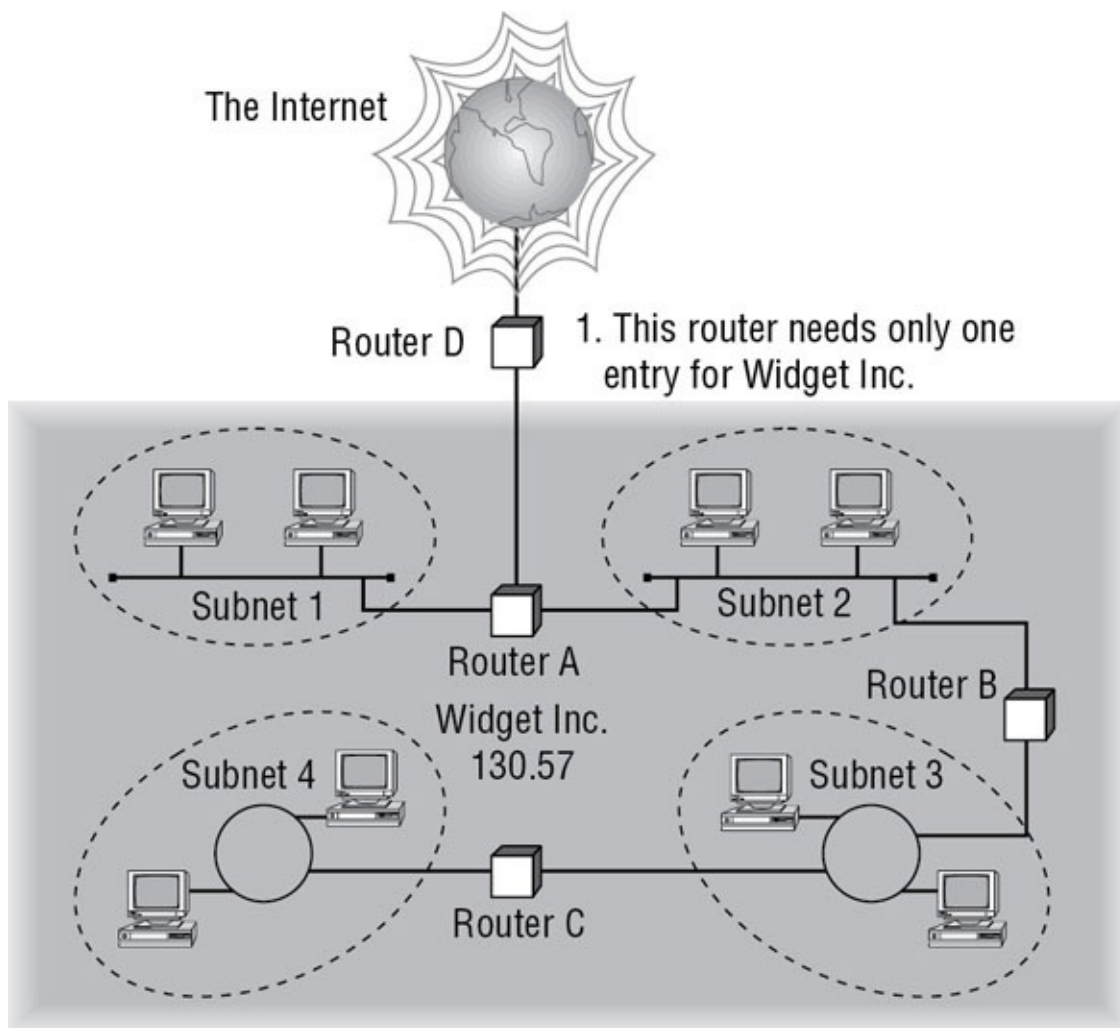 The Internet
Router D
1. This router needs only one
entry for Widget Inc.
Subnet 1
Subnet 2
Router A
Router B
Widget Inc.
130.57
Subnet 4
Subnet 3
Router C